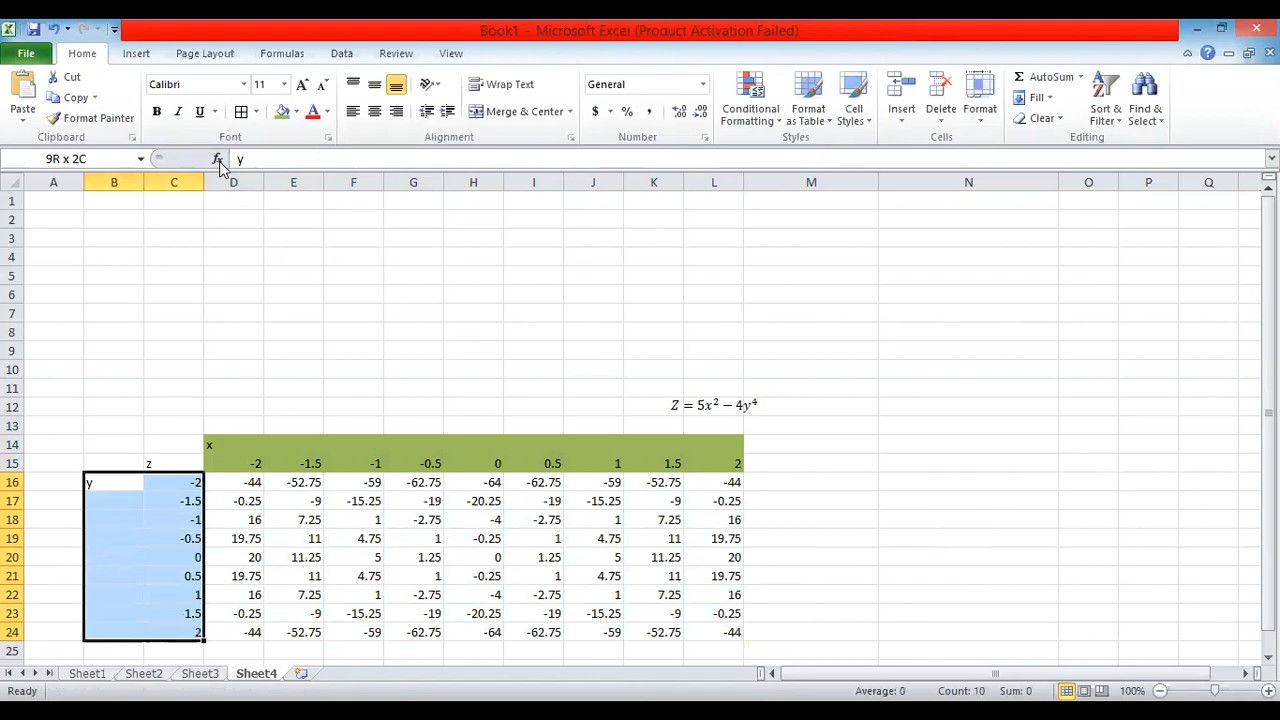 Book1 - Microsoft Excel (Product Activation Failed)
File Home Insert Page Layout Formulas Data Review View
Paste Cut Copy Format Painter Clipboard
Calibri 11 B I U A Font
Wrap Text Merge & Center Alignment
General $ % , Number
Conditional Formatting Format as Table Cell Styles Styles
Insert Delete Format Cells
AutoSum Fill Clear Sort & Filter Find & Select Editing
9R x 2C fx y
A B C D E F G H I J K L M N O P Q
1
2
3
4
5
6
7
8
9
10
11
12 Z = 5x² − 4y⁴
13
14 x
15 z -2 -1.5 -1 -0.5 0 0.5 1 1.5 2
16 y -2 -44 -52.75 -59 -62.75 -64 -62.75 -59 -52.75 -44
17 -1.5 -0.25 -9 -15.25 -19 -20.25 -19 -15.25 -9 -0.25
18 -1 16 7.25 1 -2.75 -4 -2.75 1 7.25 16
19 -0.5 19.75 11 4.75 1 -0.25 1 4.75 11 19.75
20 0 20 11.25 5 1.25 0 1.25 5 11.25 20
21 0.5 19.75 11 4.75 1 -0.25 1 4.75 11 19.75
22 1 16 7.25 1 -2.75 -4 -2.75 1 7.25 16
23 1.5 -0.25 -9 -15.25 -19 -20.25 -19 -15.25 -9 -0.25
24 2 -44 -52.75 -59 -62.75 -64 -62.75 -59 -52.75 -44
25
Sheet1 Sheet2 Sheet3 Sheet4
Ready Average: 0 Count: 10 Sum: 0 100%